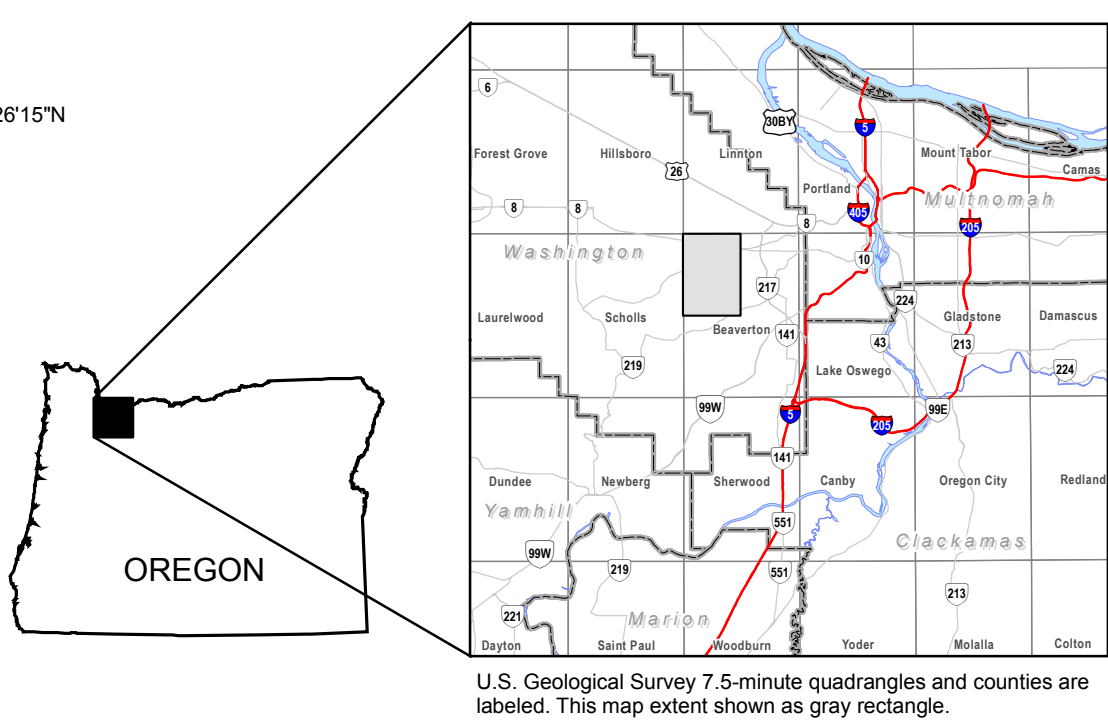 26'15"N
6
30BY
5
Forest Grove
Hillsboro
Linnton
Mount Tabor
26
Camas
Portland
Multnomah
8
8
405
8
205
Washington
10
217
224
Laurelwood
Scholls
Beaverton
141
Gladstone
Damascus
43
213
219
Lake Oswego
224
99W
5
99E
205
141
Dundee
Newberg
Sherwood
Canby
Oregon City
Redland
Yamhill
551
99W
Clackamas
OREGON
219
551
213
221
Marion
Dayton
Saint Paul
Woodburn
Yoder
Molalla
Colton
U.S. Geological Survey 7.5-minute quadrangles and counties are
labeled. This map extent shown as gray rectangle.